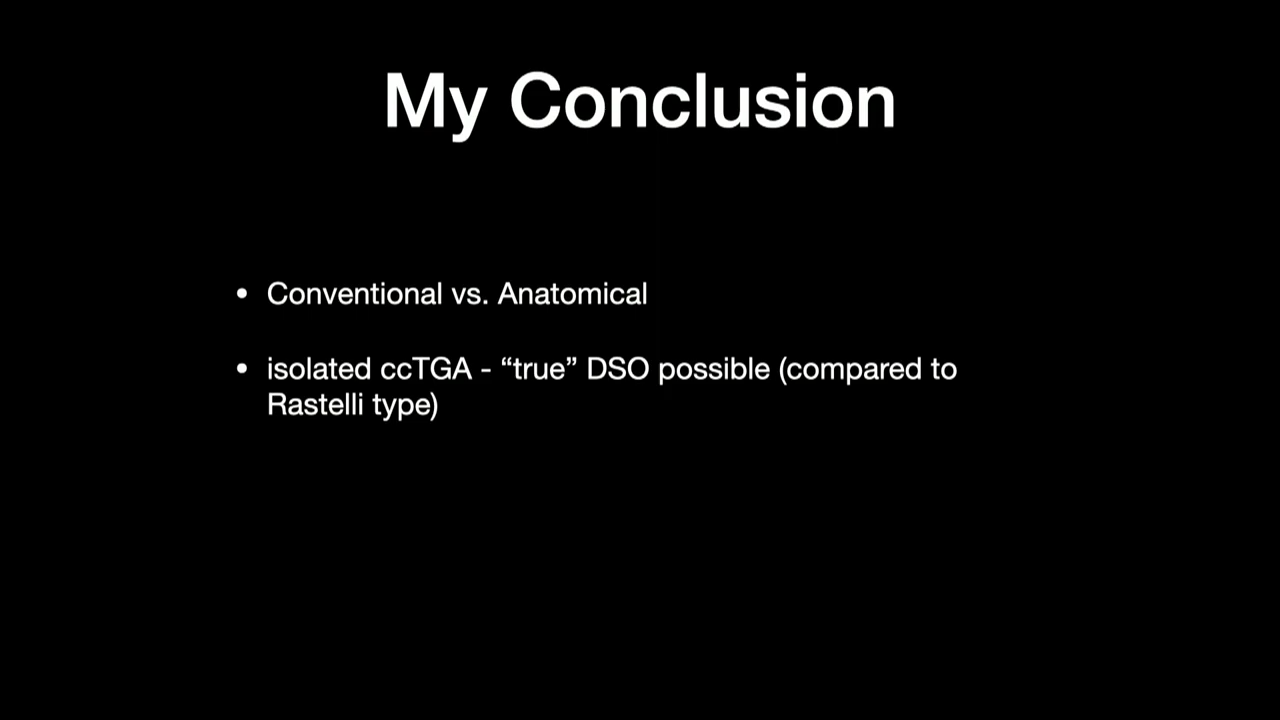 My Conclusion
• Conventional vs. Anatomical
• isolated ccTGA - “true” DSO possible (compared to
Rastelli type)